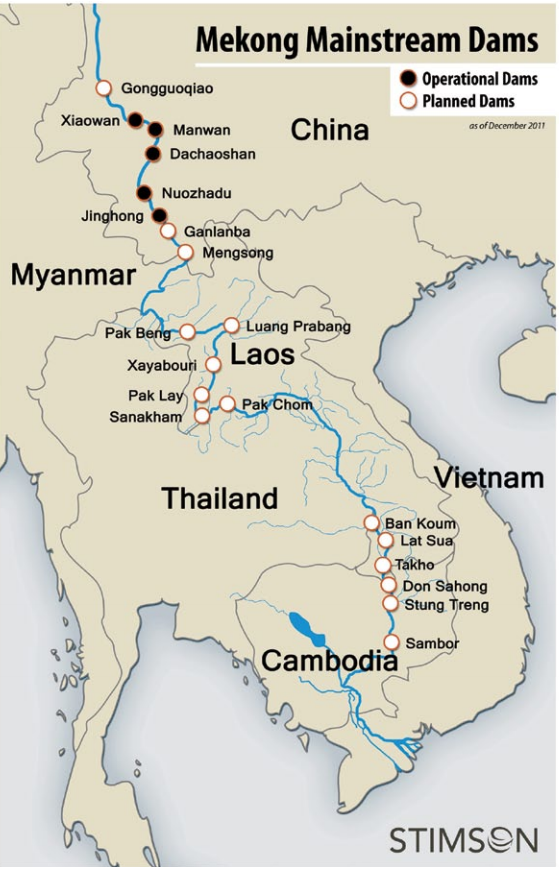 Mekong Mainstream Dams
Operational Dams
Planned Dams
as of December 2011
Gongguoqiao
Xiaowan
Manwan
China
Dachaoshan
Nuozhadu
Jinghong
Ganlanba
Mengsong
Myanmar
Pak Beng
Luang Prabang
Laos
Xayabouri
Pak Lay
Pak Chom
Sanakham
Vietnam
Thailand
Ban Koum
Lat Sua
Takho
Don Sahong
Stung Treng
Sambor
Cambodia
STIMSON